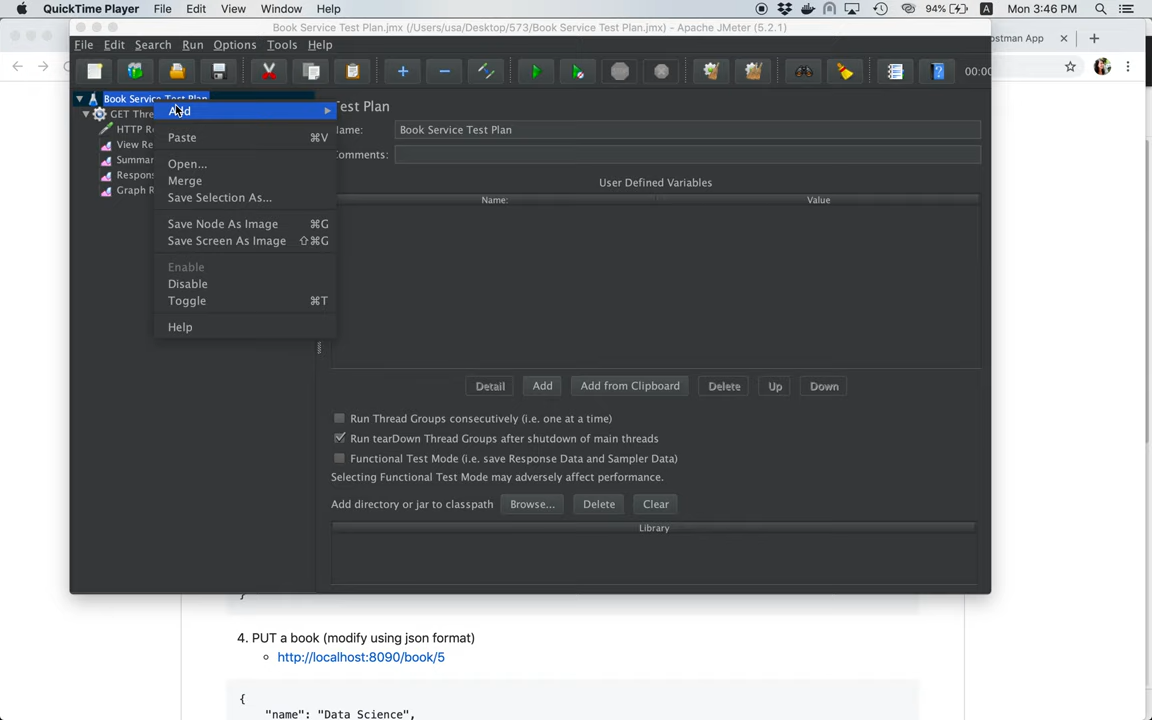 QuickTime Player File Edit View Window Help 94% Mon 3:46 PM
Book Service Test Plan.jmx (/Users/usa/Desktop/573/Book Service Test Plan.jmx) - Apache JMeter (5.2.1)
stman App
File Edit Search Run Options Tools Help
00:00
Book Service Test Plan
GET Thre
HTTP Re
View Re
Summar
Respons
Graph R
Add
Paste ⌘V
Open...
Merge
Save Selection As...
Save Node As Image ⌘G
Save Screen As Image ⇧⌘G
Enable
Disable
Toggle ⌘T
Help
Test Plan
Name: Book Service Test Plan
Comments:
User Defined Variables
Name: Value
Detail Add Add from Clipboard Delete Up Down
Run Thread Groups consecutively (i.e. one at a time)
Run tearDown Thread Groups after shutdown of main threads
Functional Test Mode (i.e. save Response Data and Sampler Data)
Selecting Functional Test Mode may adversely affect performance.
Add directory or jar to classpath Browse... Delete Clear
Library
}
4. PUT a book (modify using json format)
http://localhost:8090/book/5
{
"name": "Data Science",